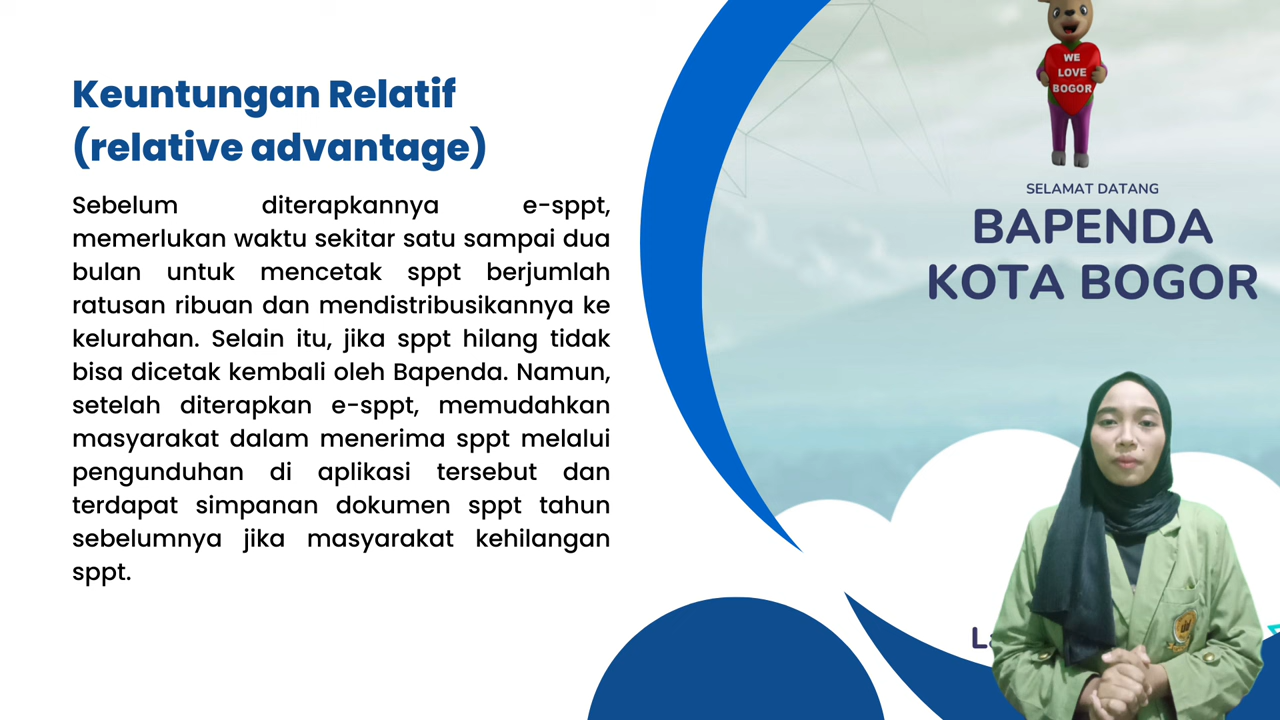 Keuntungan Relatif
(relative advantage)
Sebelum diterapkannya e-sppt,
memerlukan waktu sekitar satu sampai dua
bulan untuk mencetak sppt berjumlah
ratusan ribuan dan mendistribusikannya ke
kelurahan. Selain itu, jika sppt hilang tidak
bisa dicetak kembali oleh Bapenda. Namun,
setelah diterapkan e-sppt, memudahkan
masyarakat dalam menerima sppt melalui
pengunduhan di aplikasi tersebut dan
terdapat simpanan dokumen sppt tahun
sebelumnya jika masyarakat kehilangan
sppt.
WE
LOVE
BOGOR
SELAMAT DATANG
BAPENDA
KOTA BOGOR